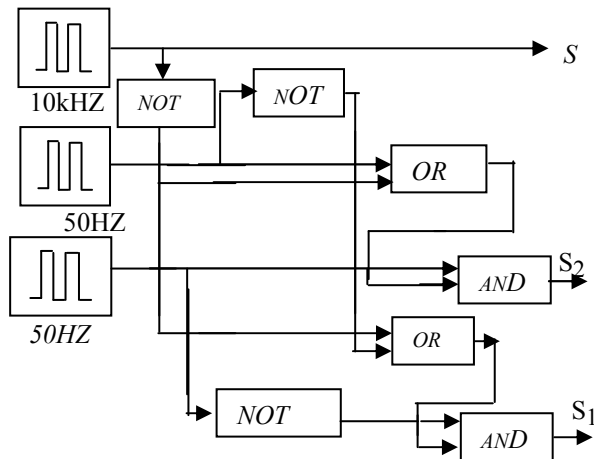 S
10kHZ
NOT
NOT
50HZ
OR
S2
50HZ
AND
OR
NOT
S1
AND